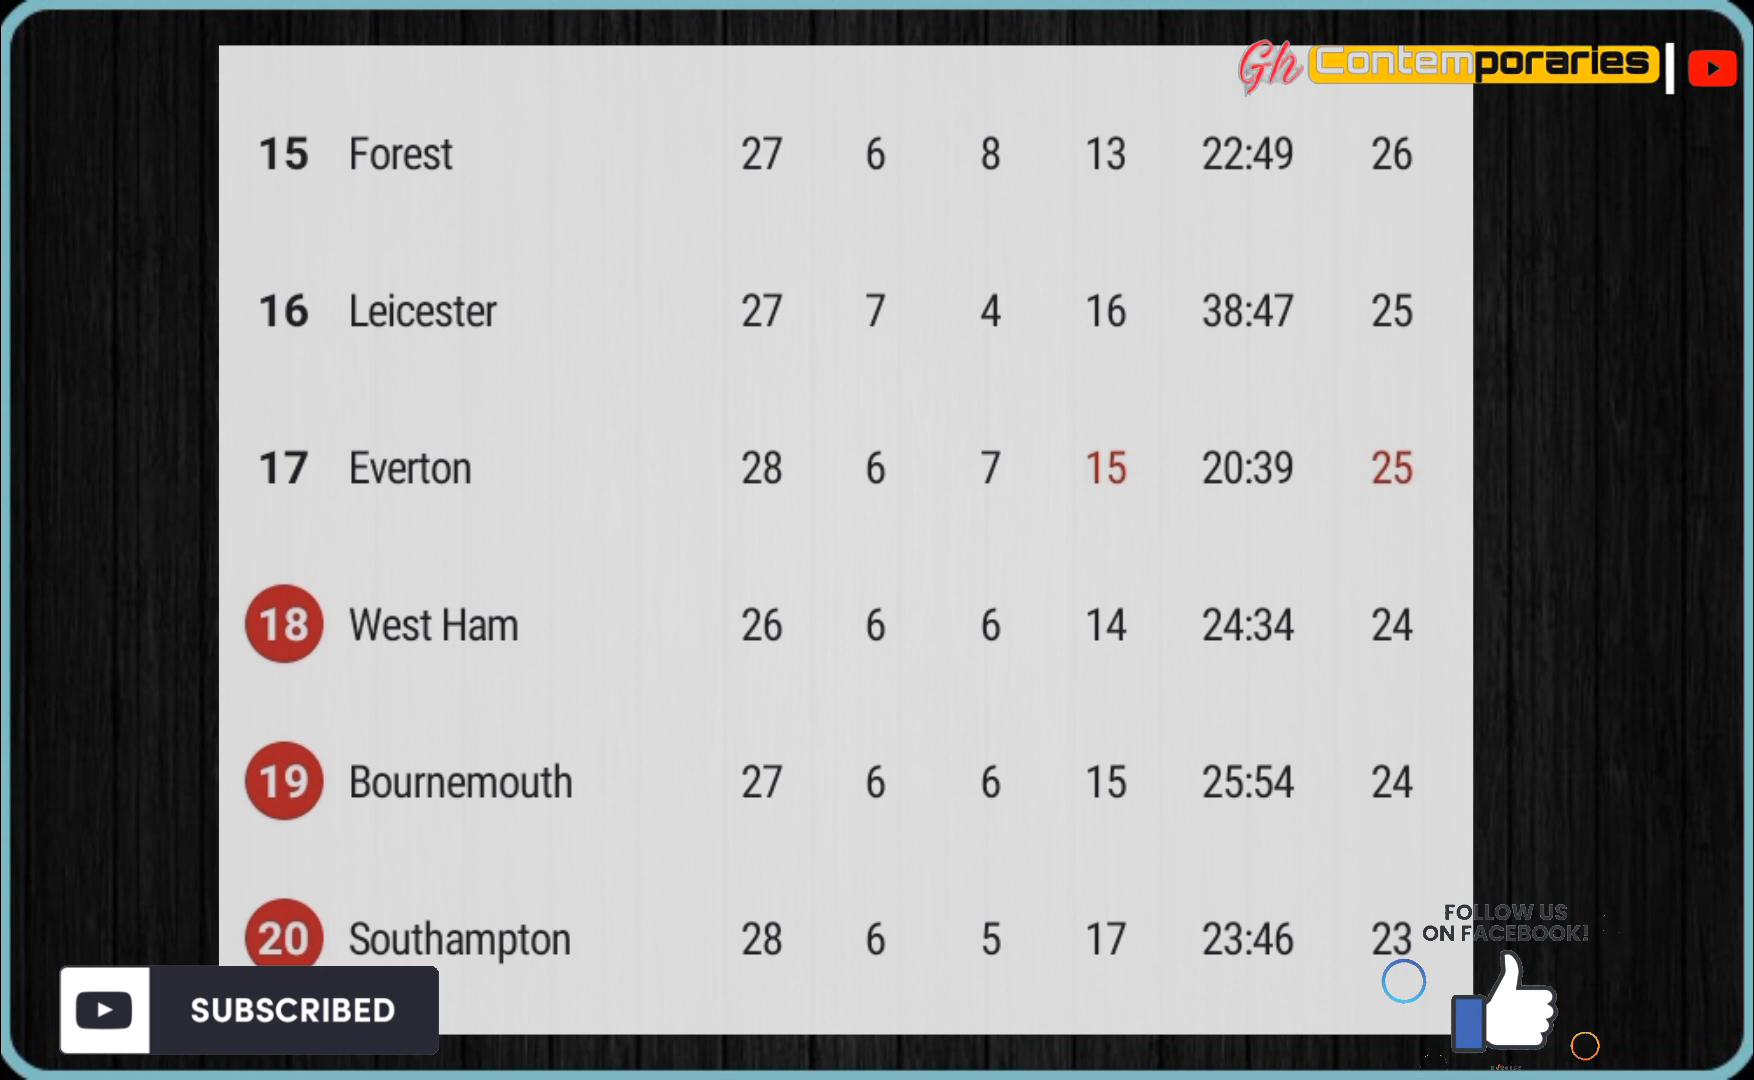 Gh Contemporaries
15 Forest 27 6 8 13 22:49 26
16 Leicester 27 7 4 16 38:47 25
17 Everton 28 6 7 15 20:39 25
18 West Ham 26 6 6 14 24:34 24
19 Bournemouth 27 6 6 15 25:54 24
20 Southampton 28 6 5 17 23:46 23
FOLLOW US
ON FACEBOOK!
SUBSCRIBED